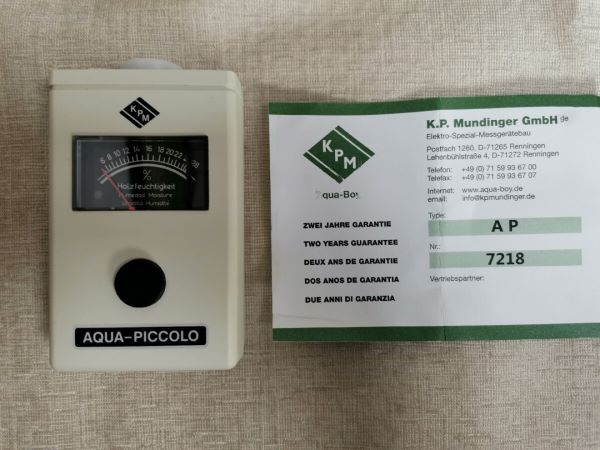 KPM
6 8 10 12 14 16 18 20 22 28
%
Holzfeuchtigkeit
Humedad Moisture
Umidità Humidité
AQUA-PICCOLO
KPM
Aqua-Boy
ZWEI JAHRE GARANTIE
TWO YEARS GUARANTEE
DEUX ANS DE GARANTIE
DOS ANOS DE GARANTIA
DUE ANNI DI GARANZIA
K.P. Mundinger GmbH
Elektro-Spezial-Messgerätebau
Postfach 1260, D-71265 Renningen
Lehenbühlstraße 4, D-71272 Renningen
Telefon: +49 (0) 71 59 93 67 00
Telefax: +49 (0) 71 59 93 67 07
Internet: www.aqua-boy.de
email: info@kpmundinger.de
Type:
A P
Nr.:
7218
Vertriebspartner: